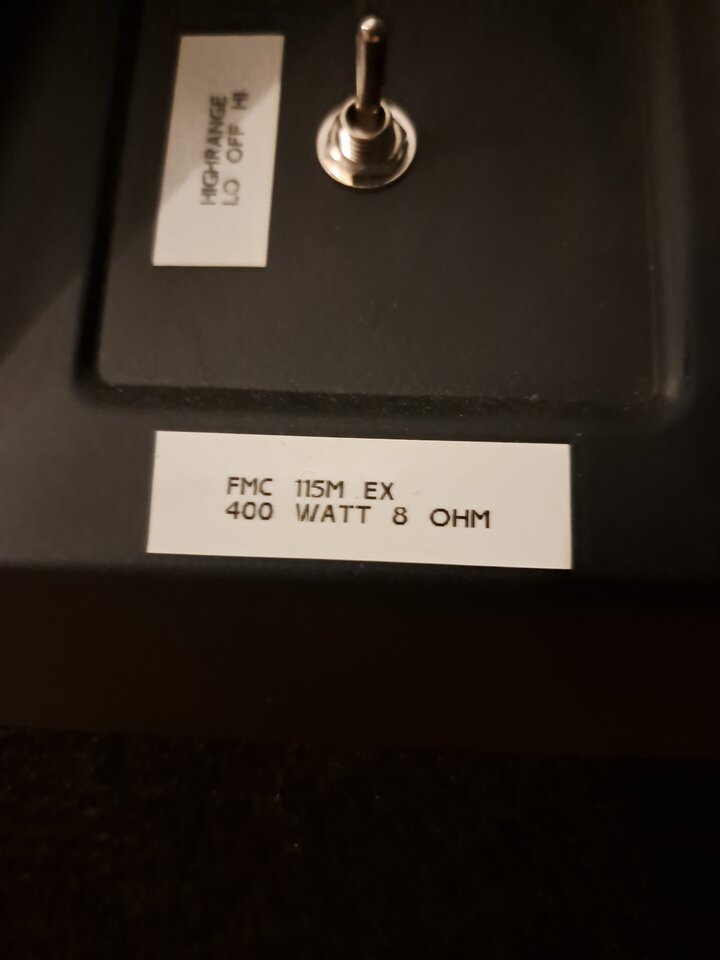 HIGHRANGE
LO OFF HI
FMC 115M EX
400 WATT 8 OHM